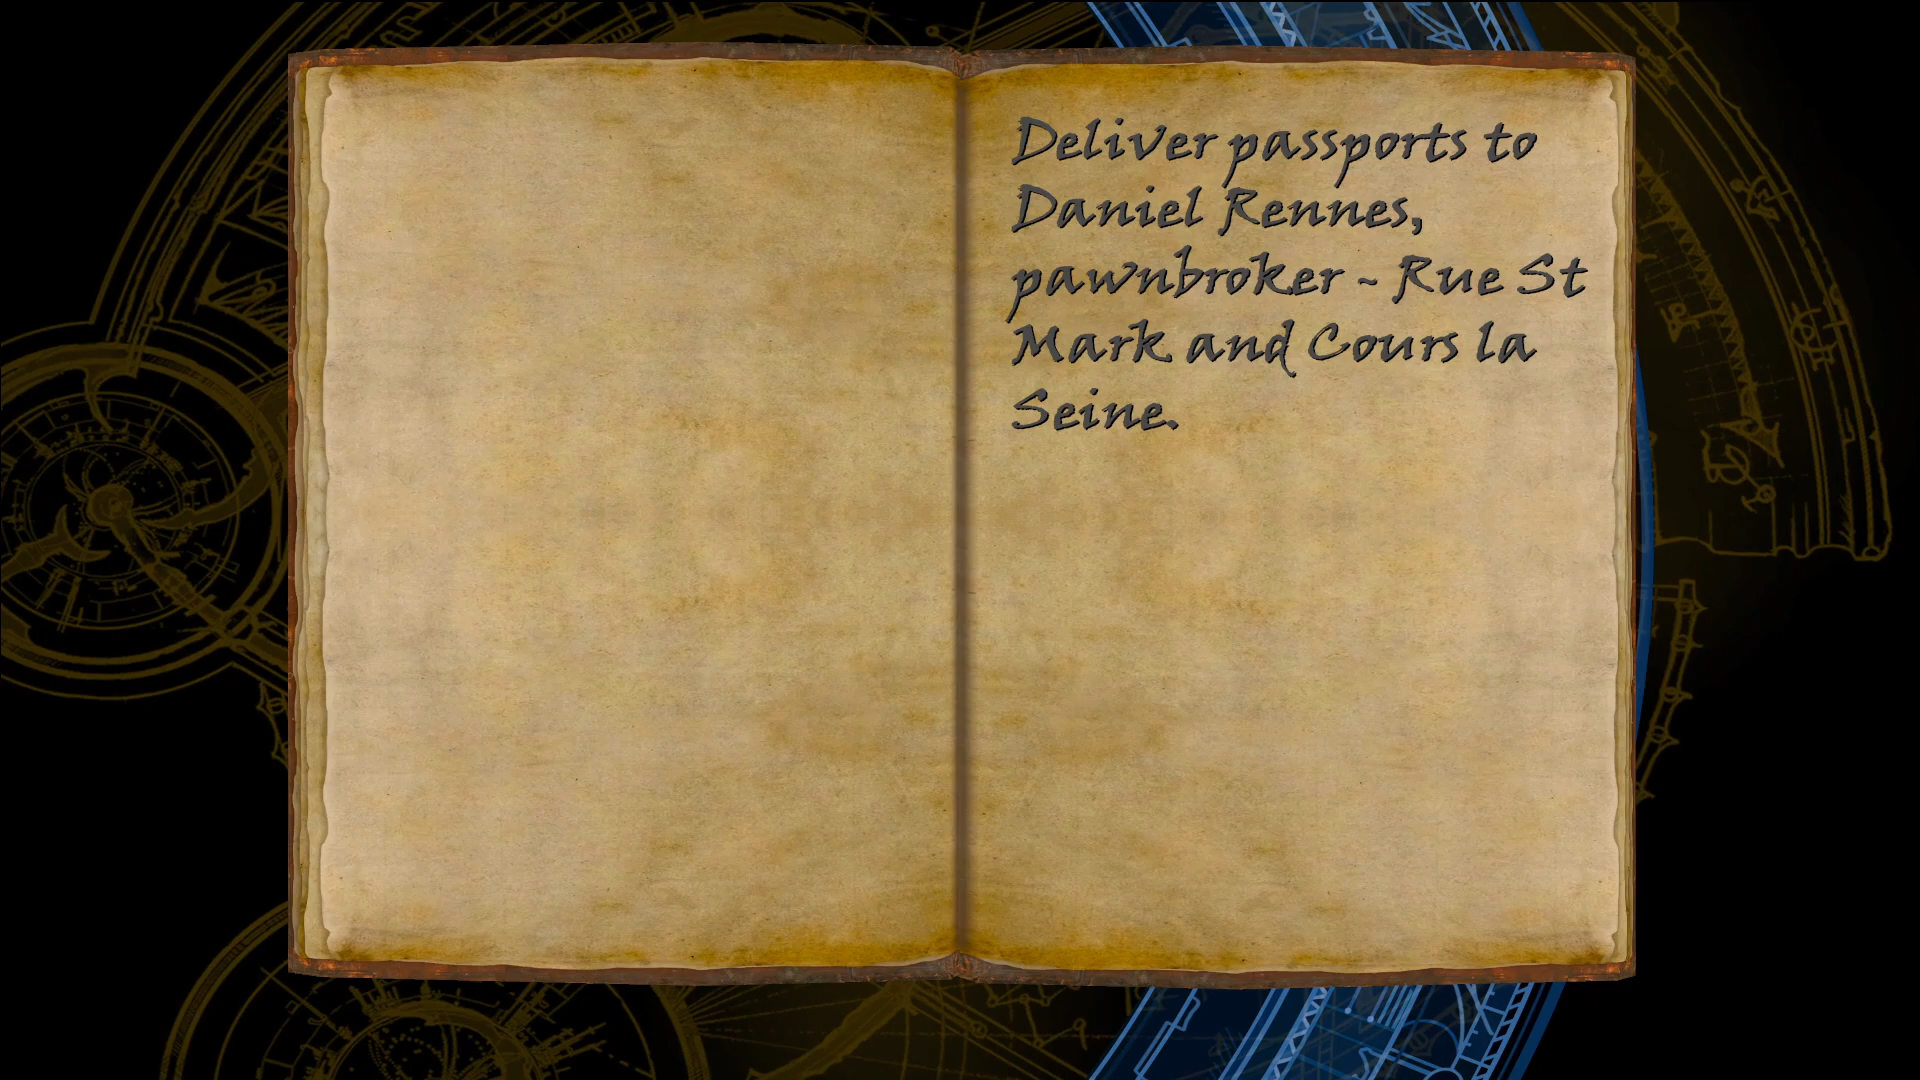 Deliver passports to
Daniel Rennes,
pawnbroker - Rue St
Mark and Cours la
Seine.